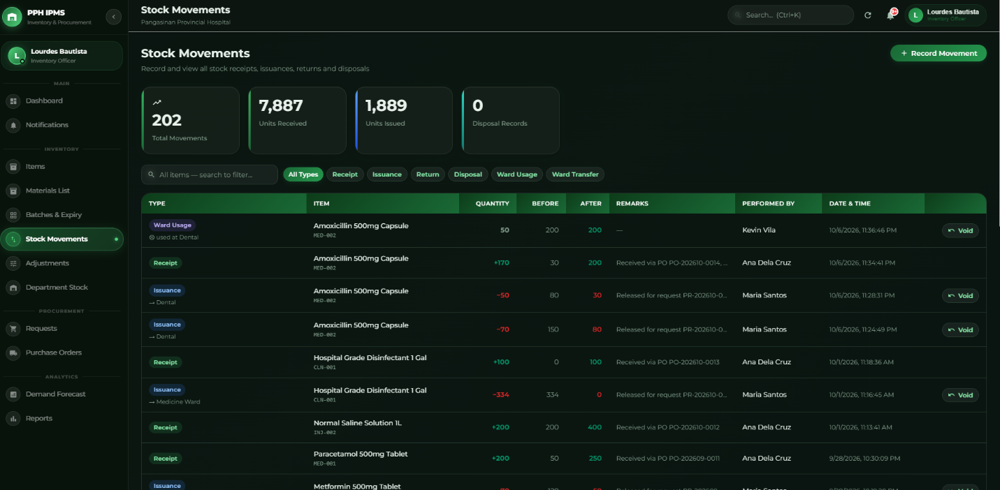 PPH IPMS
Inventory & Procurement
Lourdes Bautista
Inventory Officer
MAIN
Dashboard
Notifications
INVENTORY
Items
Materials List
Batches & Expiry
Stock Movements
Adjustments
Department Stock
PROCUREMENT
Requests
Purchase Orders
ANALYTICS
Demand Forecast
Reports
Stock Movements
Pangasinan Provincial Hospital
Search... (Ctrl+K)
9+
L Lourdes Bautista
Inventory Officer
Stock Movements
Record and view all stock receipts, issuances, returns and disposals
+ Record Movement
202
Total Movements
7,887
Units Received
1,889
Units Issued
0
Disposal Records
All items — search to filter...
All Types Receipt Issuance Return Disposal Ward Usage Ward Transfer
TYPE ITEM QUANTITY BEFORE AFTER REMARKS PERFORMED BY DATE & TIME
Ward Usage Amoxicillin 500mg Capsule 50 200 200 — Kevin Vila 10/6/2026, 11:36:46 PM Void
used at Dental MED-002
Receipt Amoxicillin 500mg Capsule +170 30 200 Received via PO PO-202610-0014, ... Ana Dela Cruz 10/6/2026, 11:34:41 PM
MED-002
Issuance Amoxicillin 500mg Capsule −50 80 30 Released for request PR-202610-0... Maria Santos 10/6/2026, 11:28:31 PM Void
→ Dental MED-002
Issuance Amoxicillin 500mg Capsule −70 150 80 Released for request PR-202610-0... Maria Santos 10/6/2026, 11:24:49 PM Void
→ Dental MED-002
Receipt Hospital Grade Disinfectant 1 Gal +100 0 100 Received via PO PO-202610-0013 Ana Dela Cruz 10/1/2026, 11:18:36 AM
CLN-001
Issuance Hospital Grade Disinfectant 1 Gal −334 334 0 Released for request PR-202610-0... Maria Santos 10/1/2026, 11:16:45 AM Void
→ Medicine Ward CLN-001
Receipt Normal Saline Solution 1L +200 200 400 Received via PO PO-202610-0012 Ana Dela Cruz 10/1/2026, 11:13:41 AM
INJ-002
Receipt Paracetamol 500mg Tablet +200 50 250 Received via PO PO-202609-0011 Ana Dela Cruz 9/28/2026, 10:30:09 PM
MED-001
Issuance Metformin 500mg Tablet